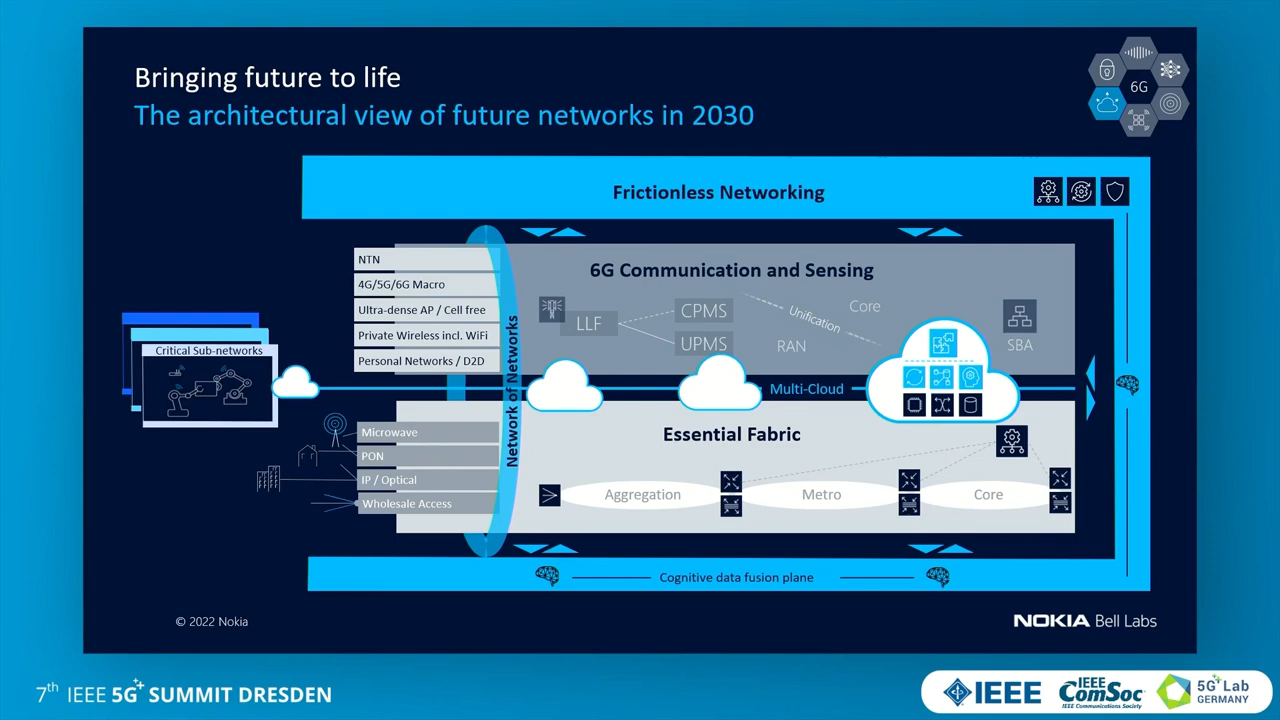 Bringing future to life
The architectural view of future networks in 2030
6G
Frictionless Networking
NTN
4G/5G/6G Macro
Ultra-dense AP / Cell free
Private Wireless incl. WiFi
Personal Networks / D2D
6G Communication and Sensing
LLF
CPMS
UPMS
Unification
Core
RAN
SBA
Critical Sub-networks
Network of Networks
Multi-Cloud
Microwave
PON
IP / Optical
Wholesale Access
Essential Fabric
Aggregation
Metro
Core
Cognitive data fusion plane
© 2022 Nokia
NOKIA Bell Labs
7th IEEE 5G++ SUMMIT DRESDEN
IEEE
IEEE
ComSoc
IEEE Communications Society
5G+ Lab
GERMANY